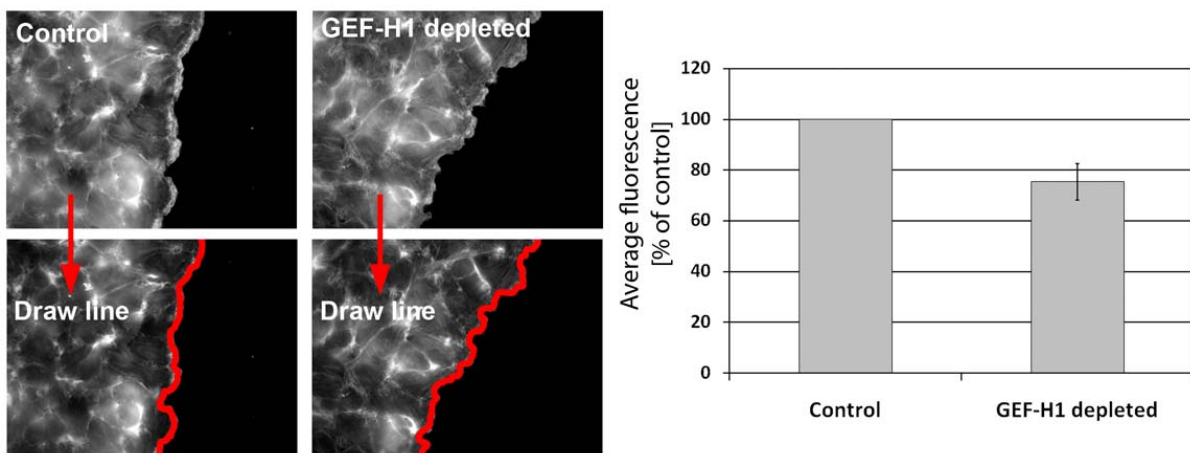 Control
GEF-H1 depleted
Draw line
Draw line
Average fluorescence
[% of control]
120
100
80
60
40
20
0
Control
GEF-H1 depleted